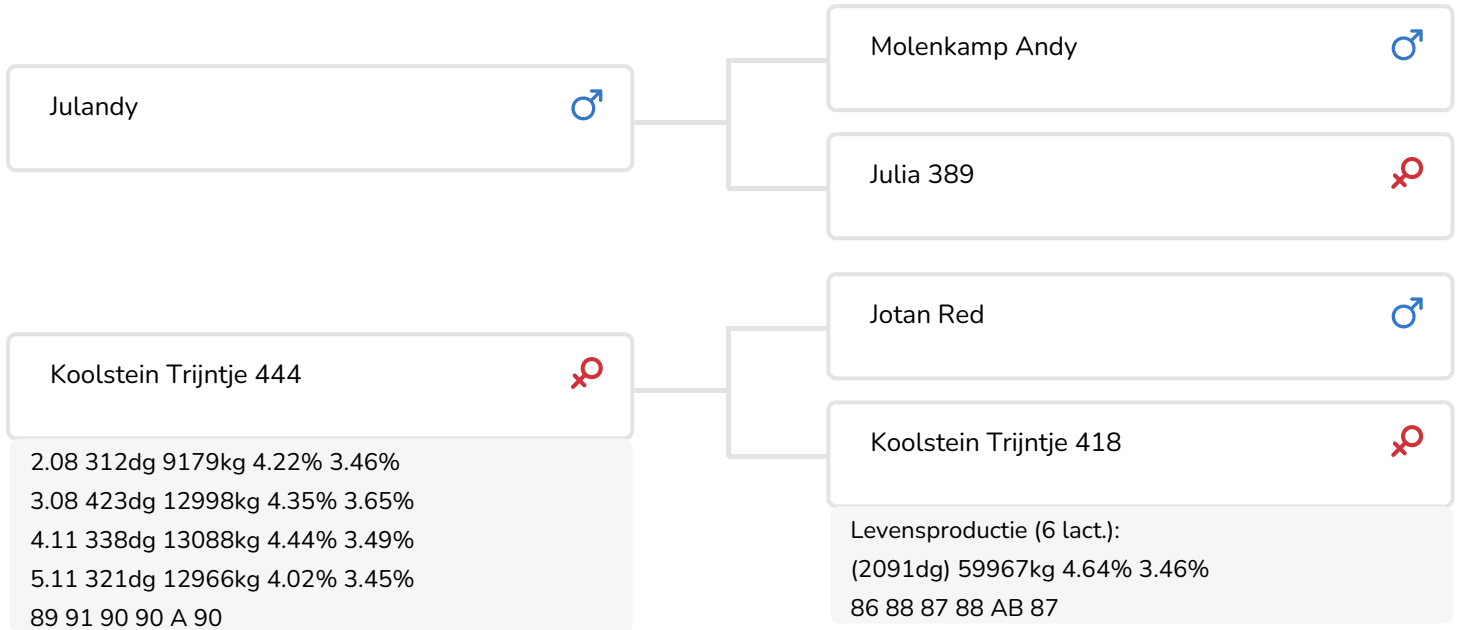 Julandy
Molenkamp Andy
Julia 389
Koolstein Trijntje 444
2.08 312dg 9179kg 4.22% 3.46%
3.08 423dg 12998kg 4.35% 3.65%
4.11 338dg 13088kg 4.44% 3.49%
5.11 321dg 12966kg 4.02% 3.45%
89 91 90 90 A 90
Jotan Red
Koolstein Trijntje 418
Levensproductie (6 lact.):
(2091dg) 59967kg 4.64% 3.46%
86 88 87 88 AB 87